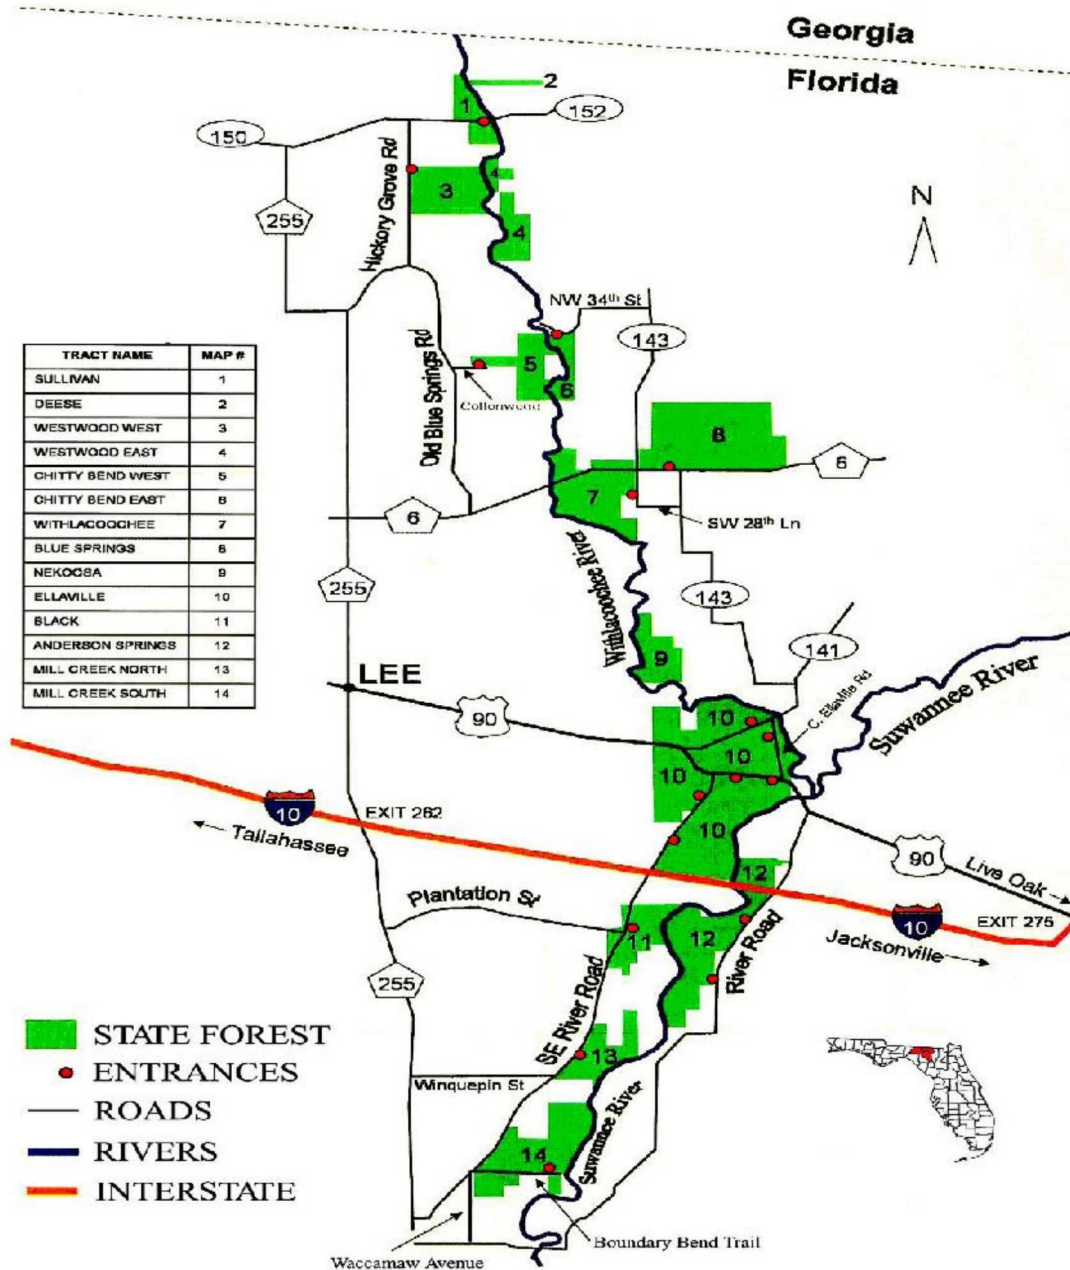 Georgia
Florida
2
1
152
150
Hickory Grove Rd
3
4
255
4
N
NW 34th St
143
TRACT NAME MAP #
SULLIVAN 1
DEESE 2
WESTWOOD WEST 3
WESTWOOD EAST 4
CHITTY BEND WEST 5
CHITTY BEND EAST 6
WITHLACOOCHEE 7
BLUE SPRINGS 8
NEKOOSA 9
ELLAVILLE 10
BLACK 11
ANDERSON SPRINGS 12
MILL CREEK NORTH 13
MILL CREEK SOUTH 14
Old Blue Springs Rd
5
6
Collonwood
8
6
7
6
SW 28th Ln
255
Withlacoochee River
143
9
141
LEE
C. Ellaville Rd
Suwannee River
90
10
10
10
10
10
EXIT 262
Tallahassee
90
Live Oak
12
Plantation St
EXIT 275
10
Jacksonville
11
12
River Road
255
SE River Road
13
Winquepin St
14
Suwannee River
STATE FOREST
ENTRANCES
ROADS
RIVERS
INTERSTATE
Boundary Bend Trail
Waccamaw Avenue